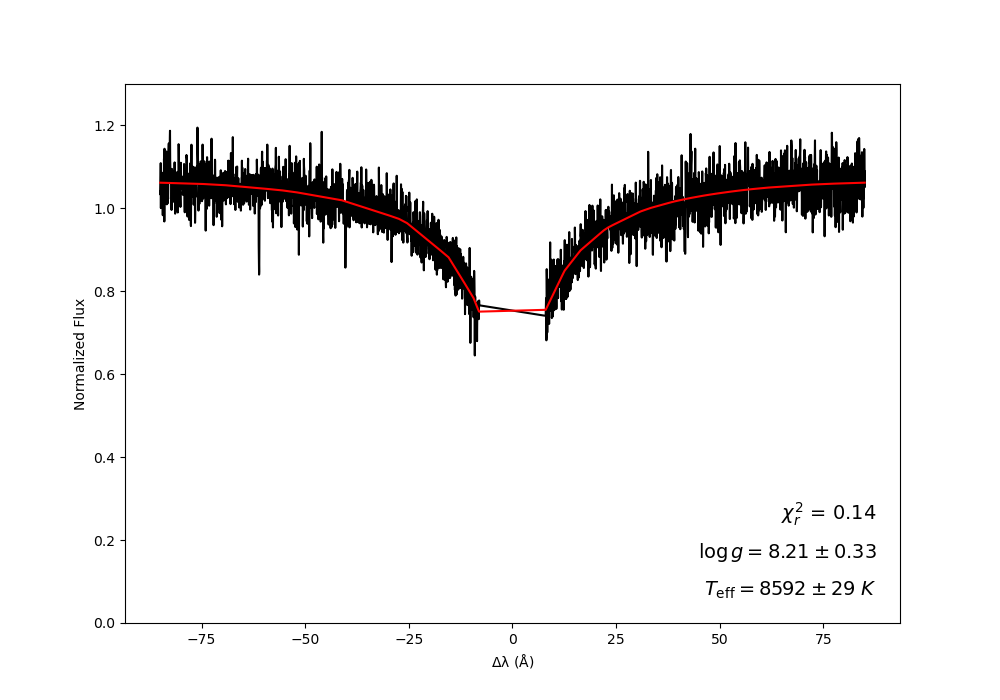 1.2
1.0
0.8
0.6
0.4
0.2
0.0
Normalized Flux
χ²ᵣ = 0.14
log g = 8.21 ± 0.33
T_eff = 8592 ± 29 K
−75 −50 −25 0 25 50 75
Δλ (Å)